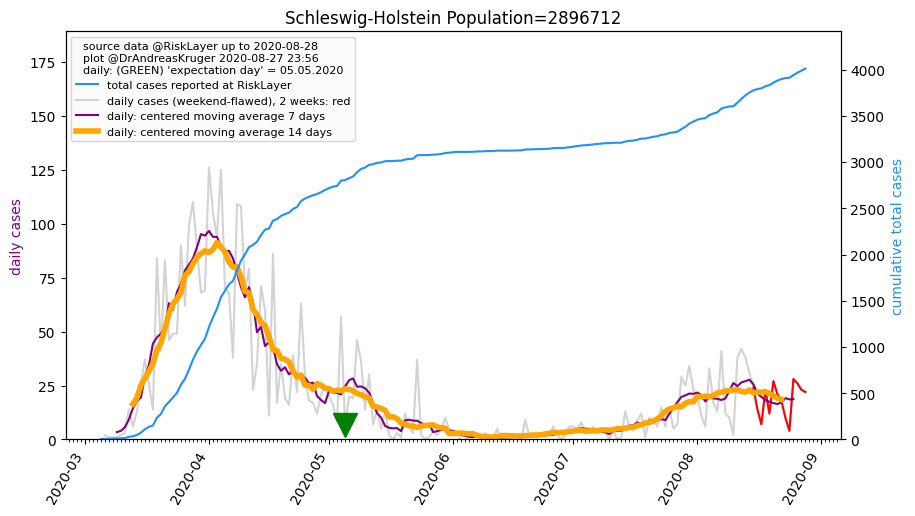 Schleswig-Holstein Population=2896712
source data @RiskLayer up to 2020-08-28
plot @DrAndreasKruger 2020-08-27 23:56
daily: (GREEN) 'expectation day' = 05.05.2020
total cases reported at RiskLayer
daily cases (weekend-flawed), 2 weeks: red
daily: centered moving average 7 days
daily: centered moving average 14 days
daily cases
175
150
125
100
75
50
25
0
cumulative total cases
4000
3500
3000
2500
2000
1500
1000
500
0
2020-03
2020-04
2020-05
2020-06
2020-07
2020-08
2020-09